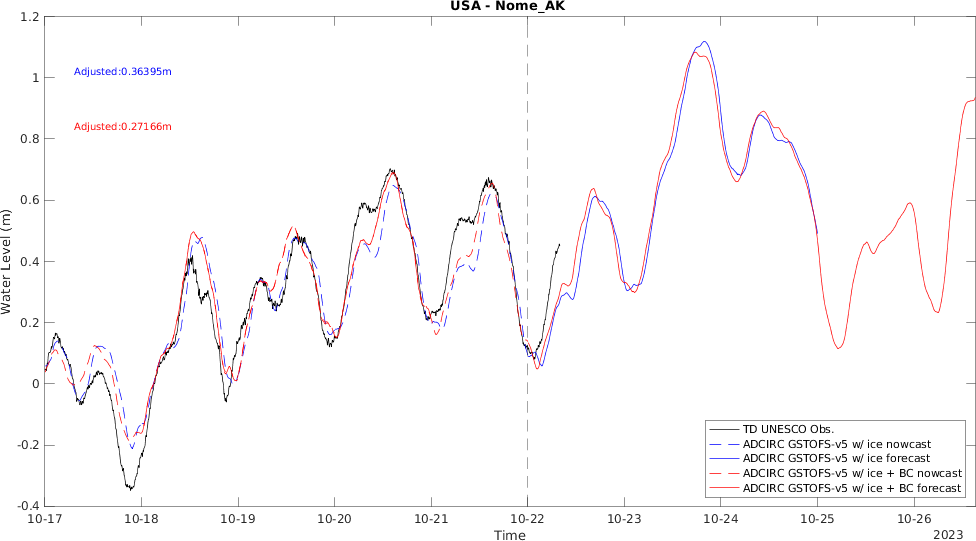 USA - Nome_AK
1.2
1
0.8
0.6
0.4
0.2
0
-0.2
-0.4
Water Level (m)
Adjusted:0.36395m
Adjusted:0.27166m
TD UNESCO Obs.
ADCIRC GSTOFS-v5 w/ ice nowcast
ADCIRC GSTOFS-v5 w/ ice forecast
ADCIRC GSTOFS-v5 w/ ice + BC nowcast
ADCIRC GSTOFS-v5 w/ ice + BC forecast
10-17 10-18 10-19 10-20 10-21 10-22 10-23 10-24 10-25 10-26
Time
2023